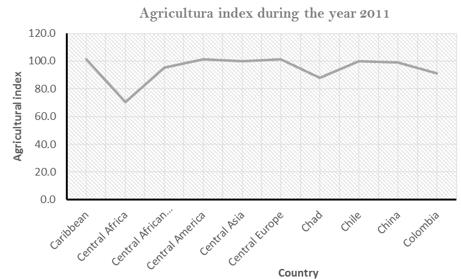 Agricultura index during the year 2011
120.0
100.0
80.0
60.0
40.0
20.0
0.0
Agricultural index
Caribbean
Central Africa
Central African...
Central America
Central Asia
Central Europe
Chad
Chile
China
Colombia
Country